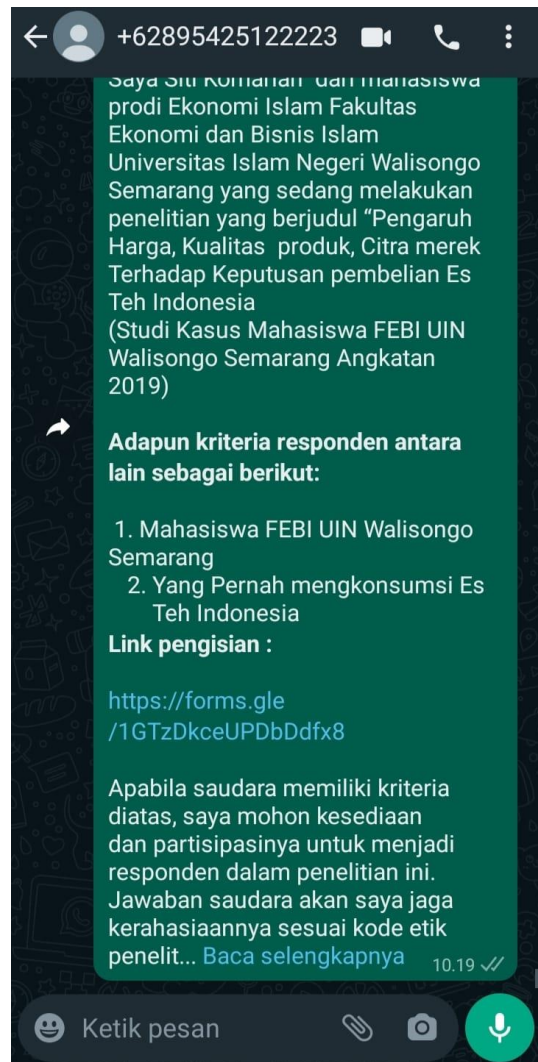 +62895425122223
Saya Siti Komariah dari mahasiswa
prodi Ekonomi Islam Fakultas
Ekonomi dan Bisnis Islam
Universitas Islam Negeri Walisongo
Semarang yang sedang melakukan
penelitian yang berjudul “Pengaruh
Harga, Kualitas  produk, Citra merek
Terhadap Keputusan pembelian Es
Teh Indonesia
(Studi Kasus Mahasiswa FEBI UIN
Walisongo Semarang Angkatan
2019)
Adapun kriteria responden antara
lain sebagai berikut:
1. Mahasiswa FEBI UIN Walisongo
Semarang
2. Yang Pernah mengkonsumsi Es
Teh Indonesia
Link pengisian :
https://forms.gle
/1GTzDkceUPDbDdfx8
Apabila saudara memiliki kriteria
diatas, saya mohon kesediaan
dan partisipasinya untuk menjadi
responden dalam penelitian ini.
Jawaban saudara akan saya jaga
kerahasiaannya sesuai kode etik
penelit... Baca selengkapnya
10.19
Ketik pesan